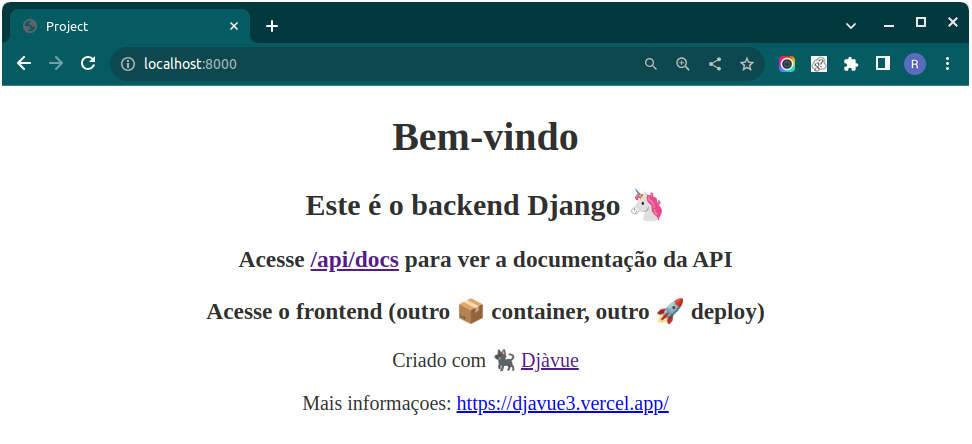 Project
localhost:8000
R
Bem-vindo
Este é o backend Django 🦄
Acesse /api/docs para ver a documentação da API
Acesse o frontend (outro 📦 container, outro 🚀 deploy)
Criado com 🐈‍⬛ Djàvue
Mais informaçoes: https://djavue3.vercel.app/